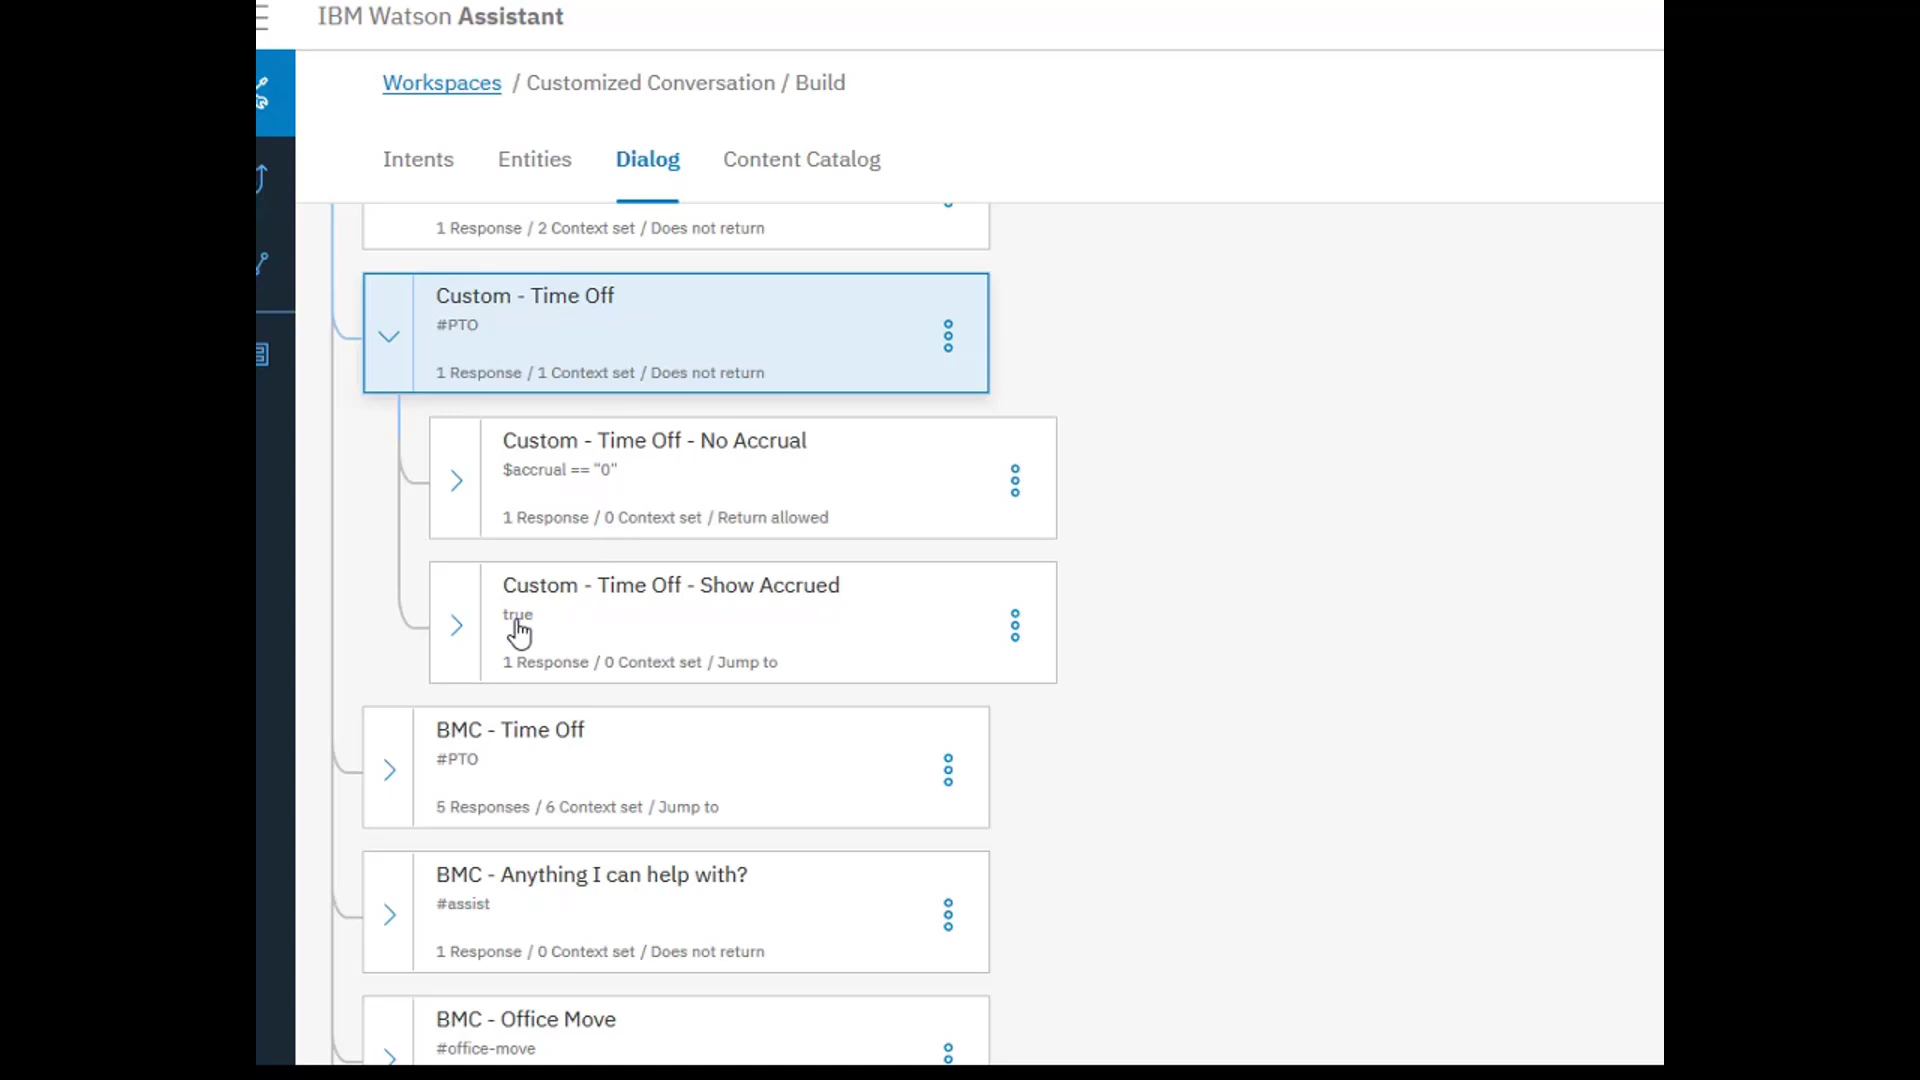 IBM Watson Assistant
Workspaces / Customized Conversation / Build
Intents Entities Dialog Content Catalog
1 Response / 2 Context set / Does not return
Custom - Time Off
#PTO
1 Response / 1 Context set / Does not return
Custom - Time Off - No Accrual
$accrual == "0"
1 Response / 0 Context set / Return allowed
Custom - Time Off - Show Accrued
true
1 Response / 0 Context set / Jump to
BMC - Time Off
#PTO
5 Responses / 6 Context set / Jump to
BMC - Anything I can help with?
#assist
1 Response / 0 Context set / Does not return
BMC - Office Move
#office-move